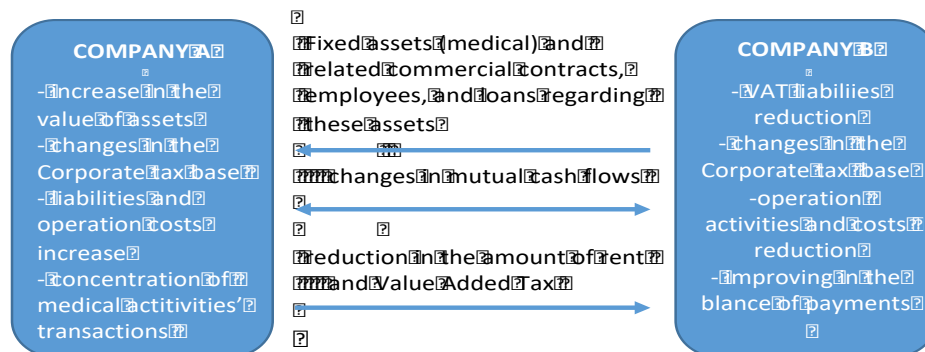 COMPANY A
- increase in the
value of assets
- changes in the
Corporate tax base
- liabilities and
operation costs
increase
- concentration of
medical actitivities'
transactions
Fixed assets (medical) and
related commercial contracts,
employees, and loans regarding
these assets
changes in mutual cash flows
reduction in the amount of rent
and Value Added Tax
COMPANY B
- VAT liabiliies
reduction
- changes in the
Corporate tax base
-operation
activities and costs
reduction
- Improving in the
blance of payments